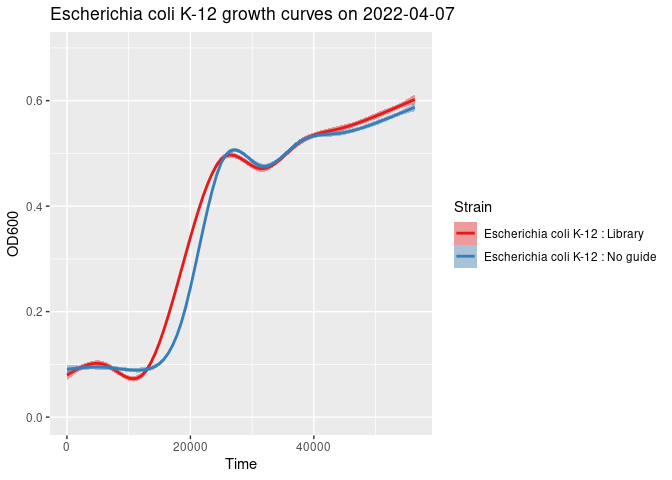 Escherichia coli K-12 growth curves on 2022-04-07
OD600
0.6
0.4
0.2
0.0
0 20000 40000
Time
Strain
Escherichia coli K-12 : Library
Escherichia coli K-12 : No guide